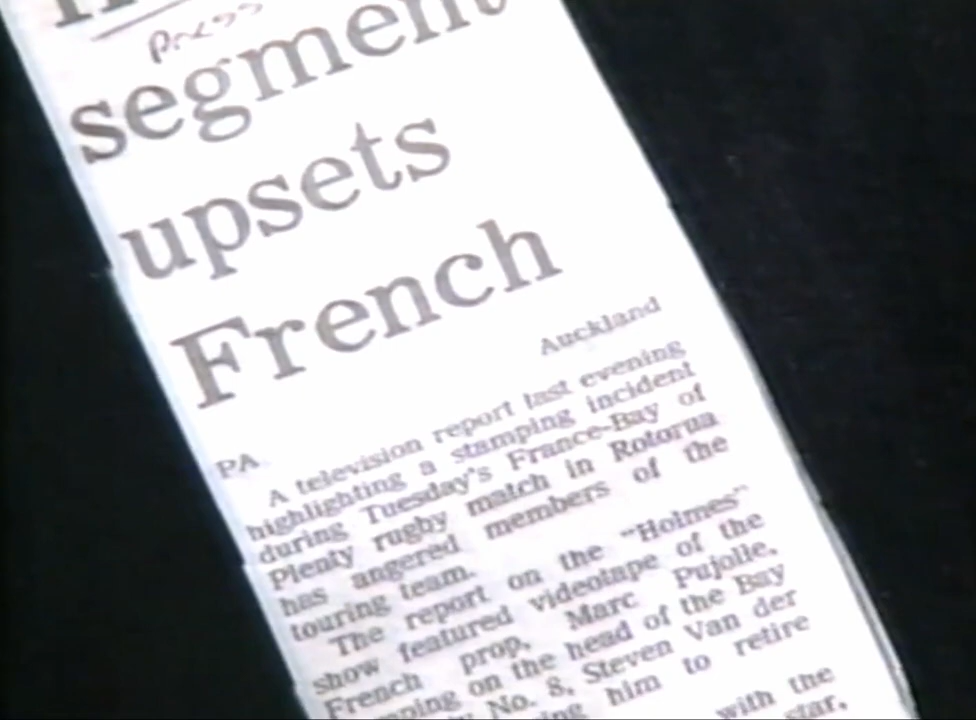 Press
segment
upsets
French
Auckland
PA
A television report last evening
highlighting a stamping incident
during Tuesday's France-Bay of
Plenty rugby match in Rotorua
has angered members of the
touring team.
The report on the "Holmes"
show featured videotape of the
French prop, Marc Pujolle,
on the head of the Bay
No. 8, Steven Van der
him to retire
with the
star,